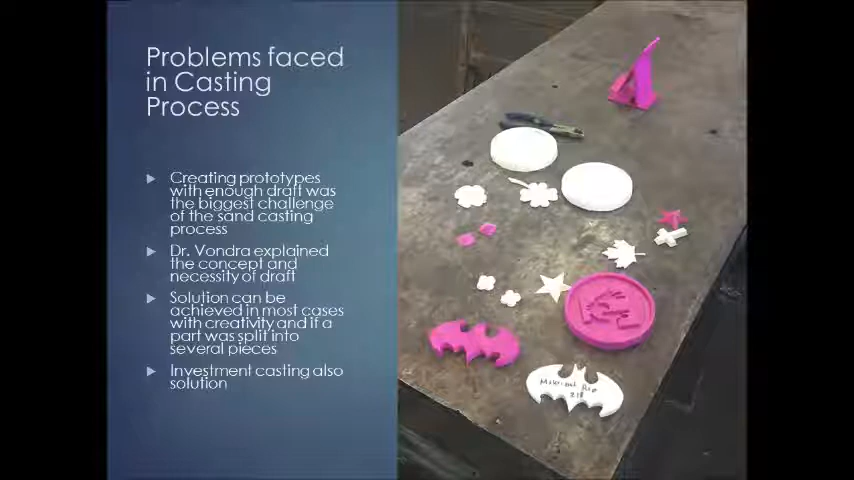 Problems faced
in Casting
Process
Creating prototypes
with enough draft was
the biggest challenge
of the sand casting
process
Dr. Vondra explained
the concept and
necessity of draft
Solution can be
achieved in most cases
with creativity and if a
part was split into
several pieces
Investment casting also
solution